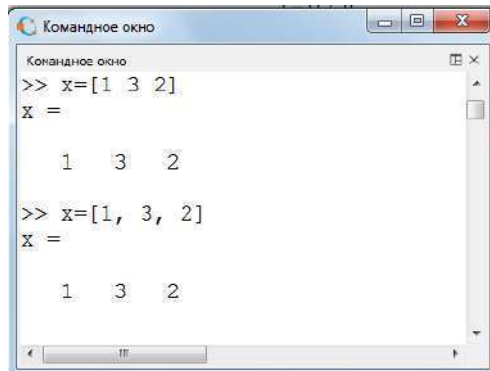 Командное окно
Командное окно
>> x=[1 3 2]
x =
1 3 2
>> x=[1, 3, 2]
x =
1 3 2